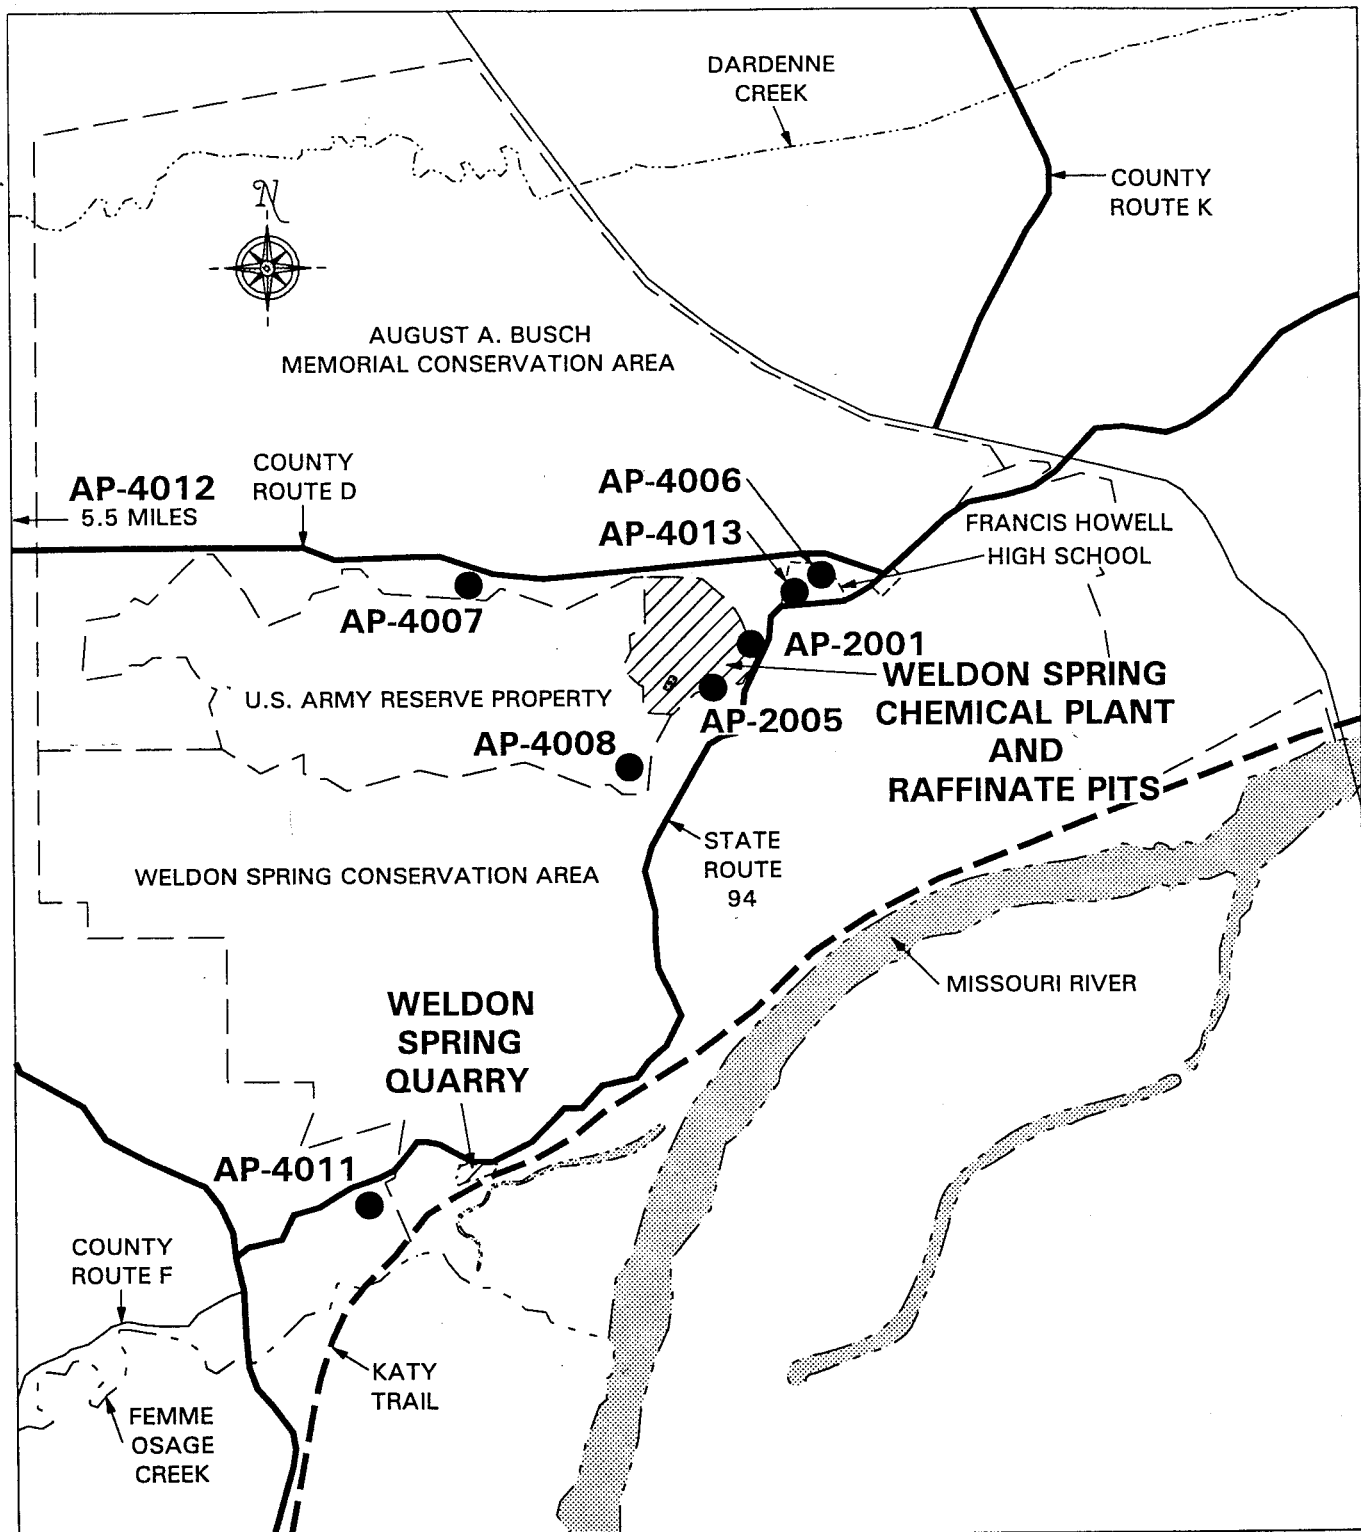 DARDENNE
CREEK
N
COUNTY
ROUTE K
AUGUST A. BUSCH
MEMORIAL CONSERVATION AREA
AP-4012
5.5 MILES
COUNTY
ROUTE D
AP-4006
AP-4013
FRANCIS HOWELL
HIGH SCHOOL
AP-4007
AP-2001
U.S. ARMY RESERVE PROPERTY
WELDON SPRING
CHEMICAL PLANT
AND
RAFFINATE PITS
AP-2005
AP-4008
STATE
ROUTE
94
WELDON SPRING CONSERVATION AREA
MISSOURI RIVER
WELDON
SPRING
QUARRY
AP-4011
COUNTY
ROUTE F
KATY
TRAIL
FEMME
OSAGE
CREEK